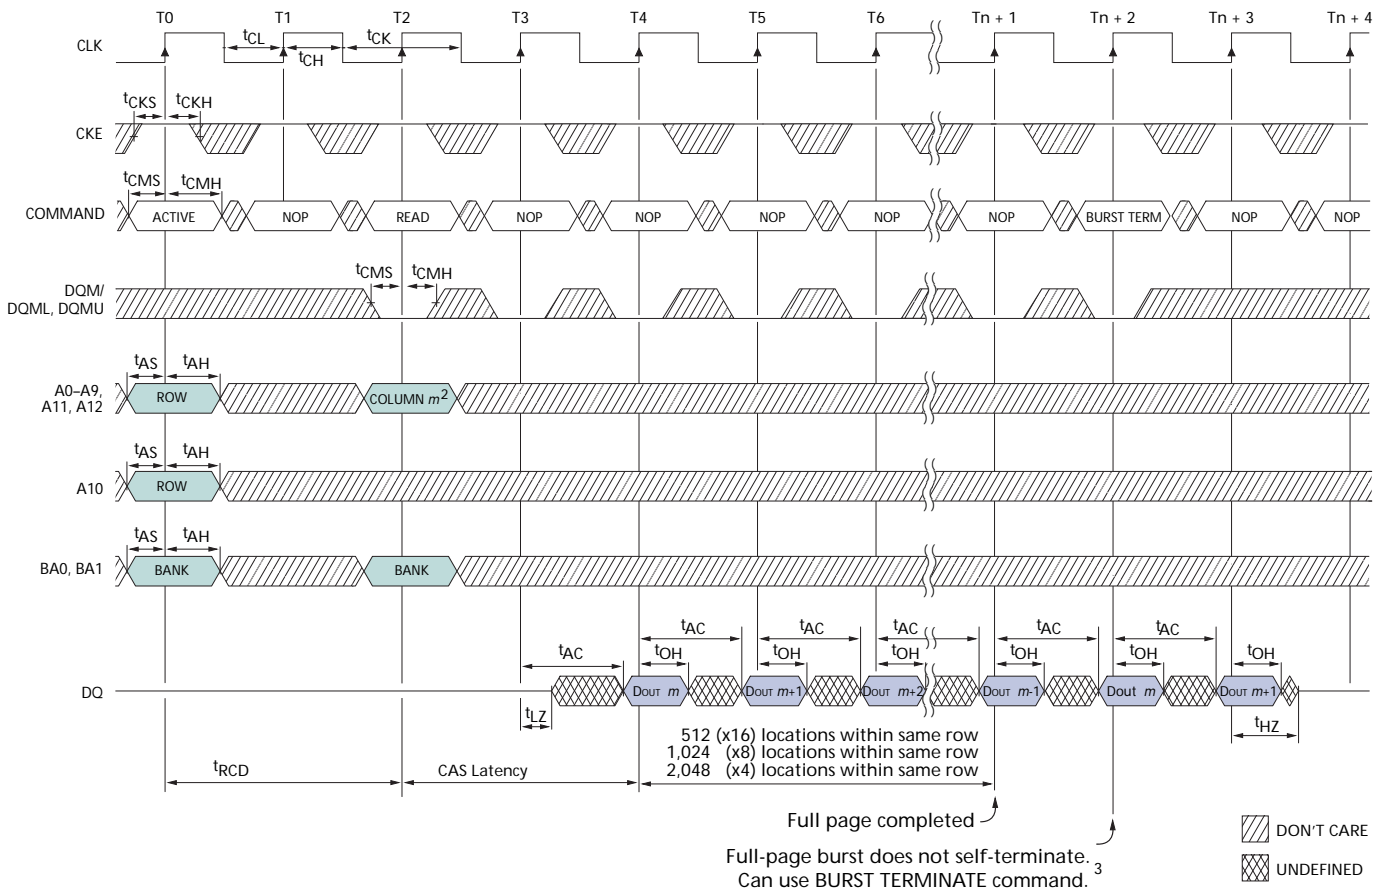 T0 T1 T2 T3 T4 T5 T6 Tn + 1 Tn + 2 Tn + 3 Tn + 4
CLK
tCL tCK
tCH
tCKS tCKH
CKE
tCMS tCMH
COMMAND ACTIVE NOP READ NOP NOP NOP NOP NOP BURST TERM NOP NOP
tCMS tCMH
DQM/
DQML, DQMU
tAS tAH
A0–A9,
A11, A12
ROW COLUMN m2
tAS tAH
A10 ROW
tAS tAH
BA0, BA1 BANK BANK
tAC tAC tAC tAC tAC
tAC tOH tOH tOH tOH tOH tOH
DQ DOUT m DOUT m+1 DOUT m+2 DOUT m-1 Dout m DOUT m+1
tLZ tHZ
512 (x16) locations within same row
1,024 (x8) locations within same row
2,048 (x4) locations within same row
tRCD CAS Latency
Full page completed
Full-page burst does not self-terminate. 3
Can use BURST TERMINATE command.
DON'T CARE
UNDEFINED